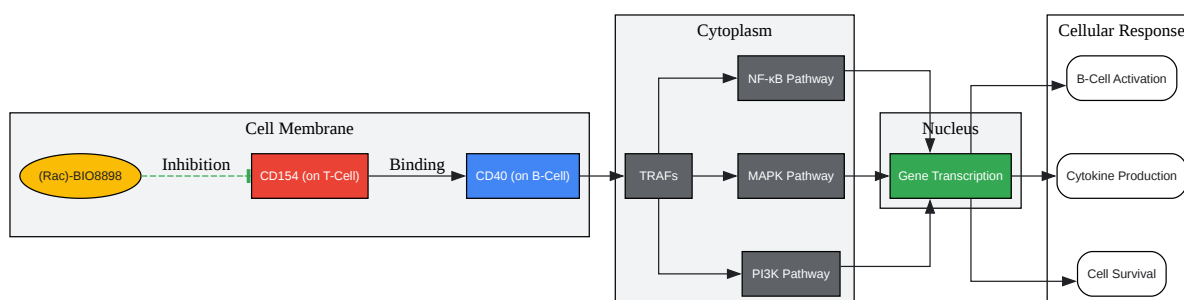 Cell Membrane
(Rac)-BIO8898
Inhibition
CD154 (on T-Cell)
Binding
CD40 (on B-Cell)
Cytoplasm
TRAFs
NF-κB Pathway
MAPK Pathway
PI3K Pathway
Nucleus
Gene Transcription
Cellular Response
B-Cell Activation
Cytokine Production
Cell Survival